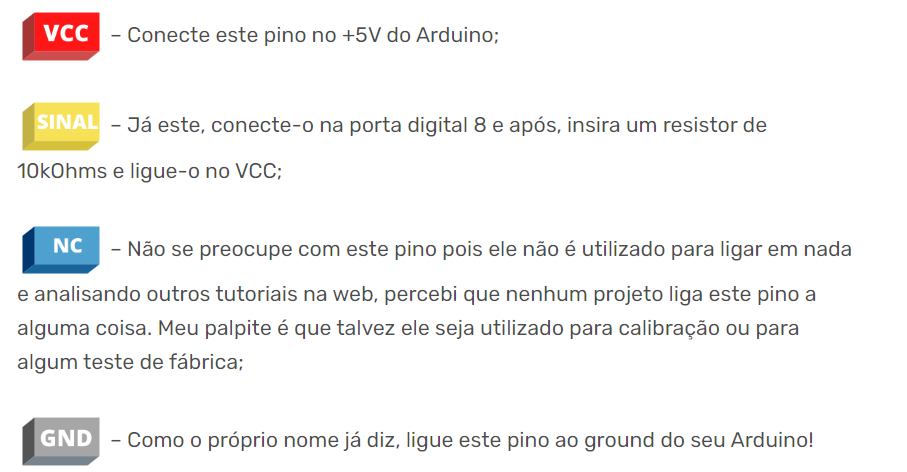 VCC – Conecte este pino no +5V do Arduino;
SINAL – Já este, conecte-o na porta digital 8 e após, insira um resistor de
10kOhms e ligue-o no VCC;
NC – Não se preocupe com este pino pois ele não é utilizado para ligar em nada
e analisando outros tutoriais na web, percebi que nenhum projeto liga este pino a
alguma coisa. Meu palpite é que talvez ele seja utilizado para calibração ou para
algum teste de fábrica;
GND – Como o próprio nome já diz, ligue este pino ao ground do seu Arduino!